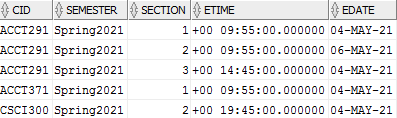 CID SEMESTER SECTION ETIME EDATE
ACCT291 Spring2021 1 +00 09:55:00.000000 04-MAY-21
ACCT291 Spring2021 2 +00 09:55:00.000000 06-MAY-21
ACCT291 Spring2021 3 +00 14:45:00.000000 04-MAY-21
ACCT371 Spring2021 1 +00 09:55:00.000000 04-MAY-21
CSCI300 Spring2021 2 +00 19:45:00.000000 04-MAY-21